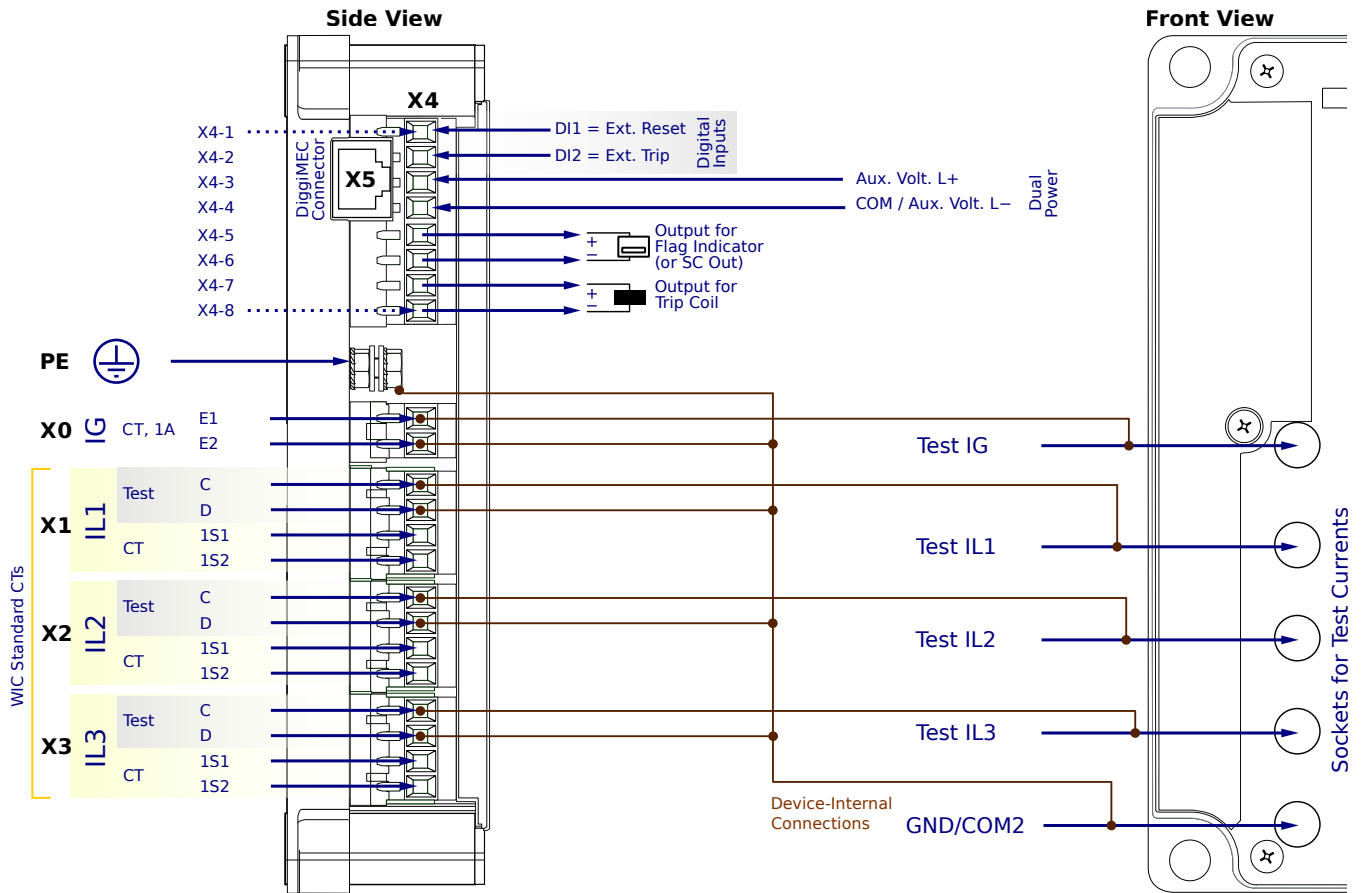 Side View
Front View
X4
X4-1
X4-2
X4-3
X4-4
X4-5
X4-6
X4-7
X4-8
DiggiMEC
Connector
X5
DI1 = Ext. Reset
DI2 = Ext. Trip
Digital
Inputs
Aux. Volt. L+
COM / Aux. Volt. L−
Dual
Power
+
−
Output for
Flag Indicator
(or SC Out)
+
−
Output for
Trip Coil
PE
X0
IG
CT, 1A
E1
E2
WIC Standard CTs
X1
IL1
Test
C
D
CT
1S1
1S2
X2
IL2
Test
C
D
CT
1S1
1S2
X3
IL3
Test
C
D
CT
1S1
1S2
Test IG
Test IL1
Test IL2
Test IL3
Device-Internal
Connections
GND/COM2
Sockets for Test Currents